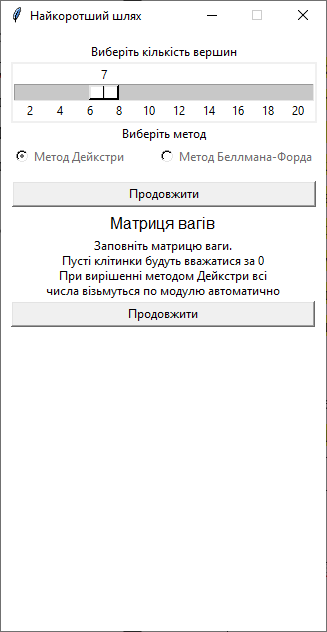 Найкоротший шлях
Виберіть кількість вершин
7
2 4 6 8 10 12 14 16 18 20
Виберіть метод
Метод Дейкстри Метод Беллмана-Форда
Продовжити
Матриця вагів
Заповніть матрицю ваги.
Пусті клітинки будуть вважатися за 0
При вирішенні методом Дейкстри всі
числа візьмуться по модулю автоматично
Продовжити